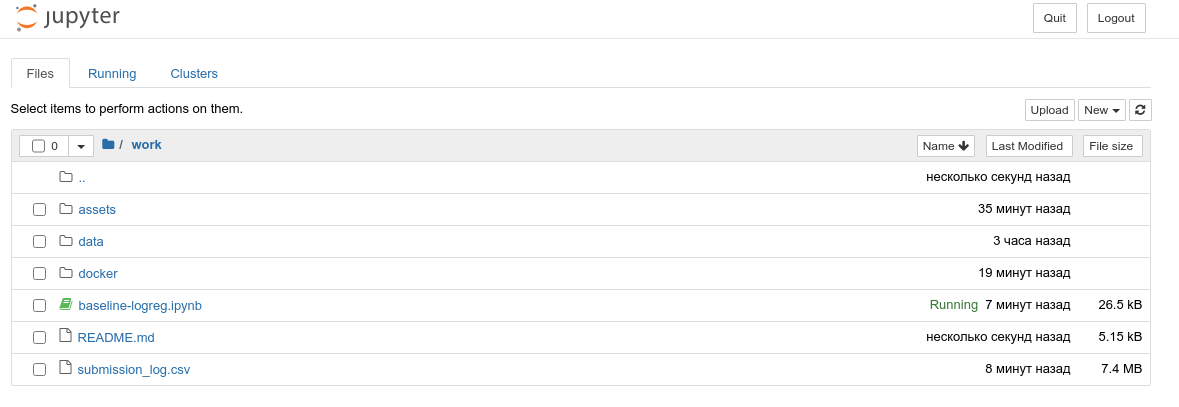 jupyter Quit Logout
Files Running Clusters
Select items to perform actions on them. Upload New
0 / work Name Last Modified File size
.. несколько секунд назад
assets 35 минут назад
data 3 часа назад
docker 19 минут назад
baseline-logreg.ipynb Running 7 минут назад 26.5 kB
README.md несколько секунд назад 5.15 kB
submission_log.csv 8 минут назад 7.4 MB